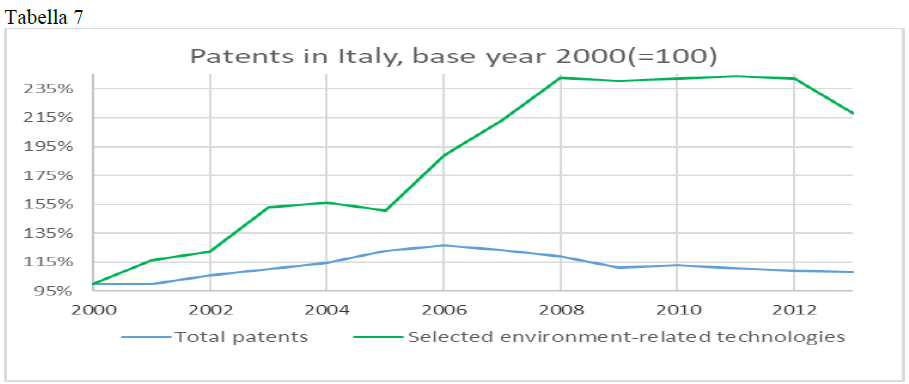 Tabella 7
Patents in Italy, base year 2000(=100)
235%
215%
195%
175%
155%
135%
115%
95%
2000 2002 2004 2006 2008 2010 2012
Total patents Selected environment-related technologies